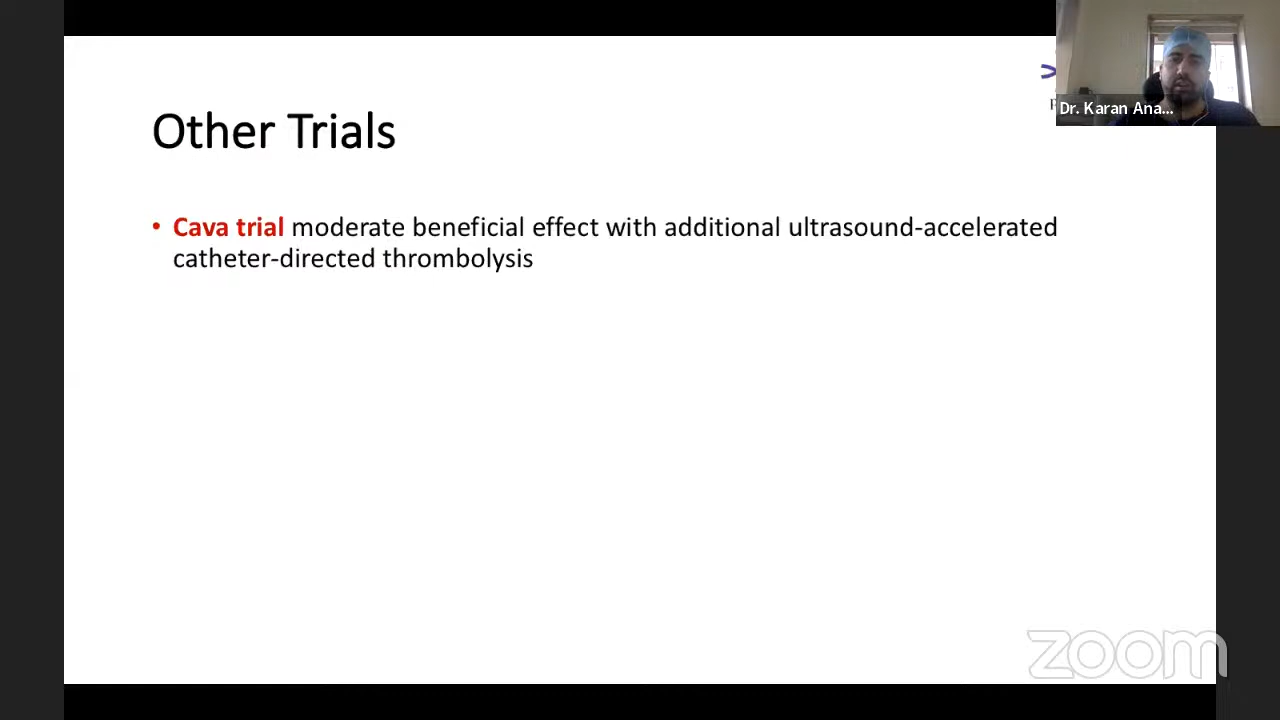 Other Trials
Dr. Karan Ana...
• Cava trial moderate beneficial effect with additional ultrasound-accelerated
catheter-directed thrombolysis
zoom